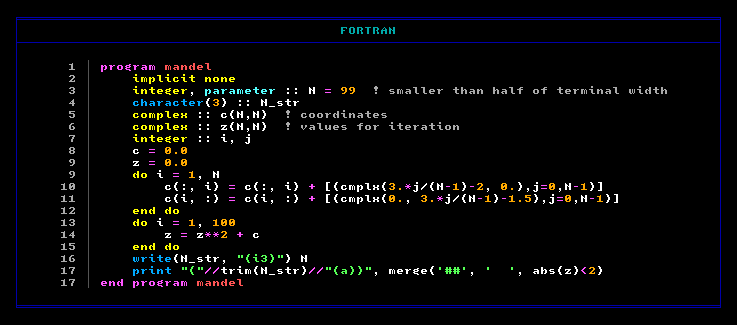 FORTRAN
1 program mandel
2     implicit none
3     integer, parameter :: N = 99  ! smaller than half of terminal width
4     character(3) :: N_str
5     complex :: c(N,N)  ! coordinates
6     complex :: z(N,N)  ! values for iteration
7     integer :: i, j
8     c = 0.0
9     z = 0.0
9     do i = 1, N
10         c(:, i) = c(:, i) + [(cmplx(3.*j/(N-1)-2, 0.),j=0,N-1)]
11         c(i, :) = c(i, :) + [(cmplx(0., 3.*j/(N-1)-1.5),j=0,N-1)]
12     end do
13     do i = 1, 100
14         z = z**2 + c
15     end do
16     write(N_str, "(i3)") N
17     print "("//trim(N_str)//"(a))", merge('##', '  ', abs(z)<2)
17 end program mandel